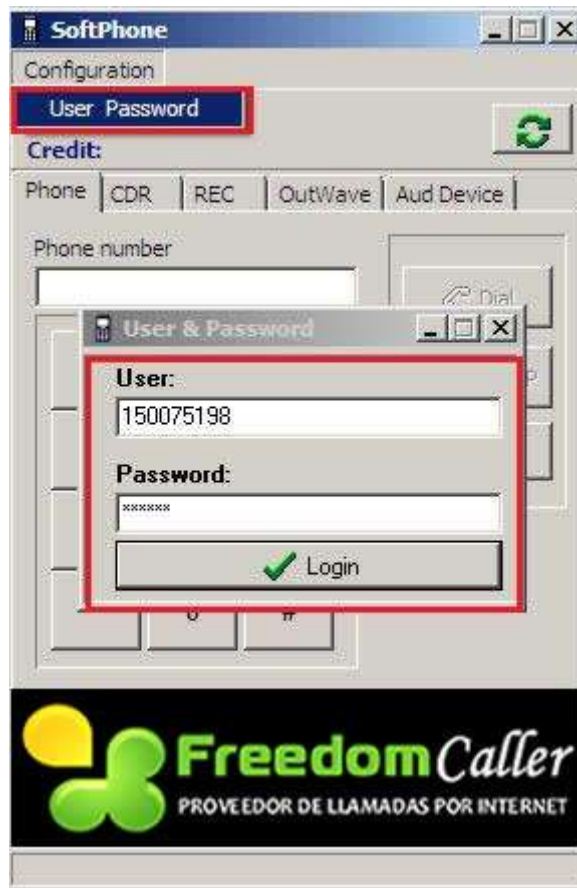 SoftPhone
Configuration
User Password
Credit:
Phone CDR REC OutWave Aud Device
Phone number
Dial
User & Password
User:
150075198
Password:
******
Login
#
FreedomCaller
PROVEEDOR DE LLAMADAS POR INTERNET